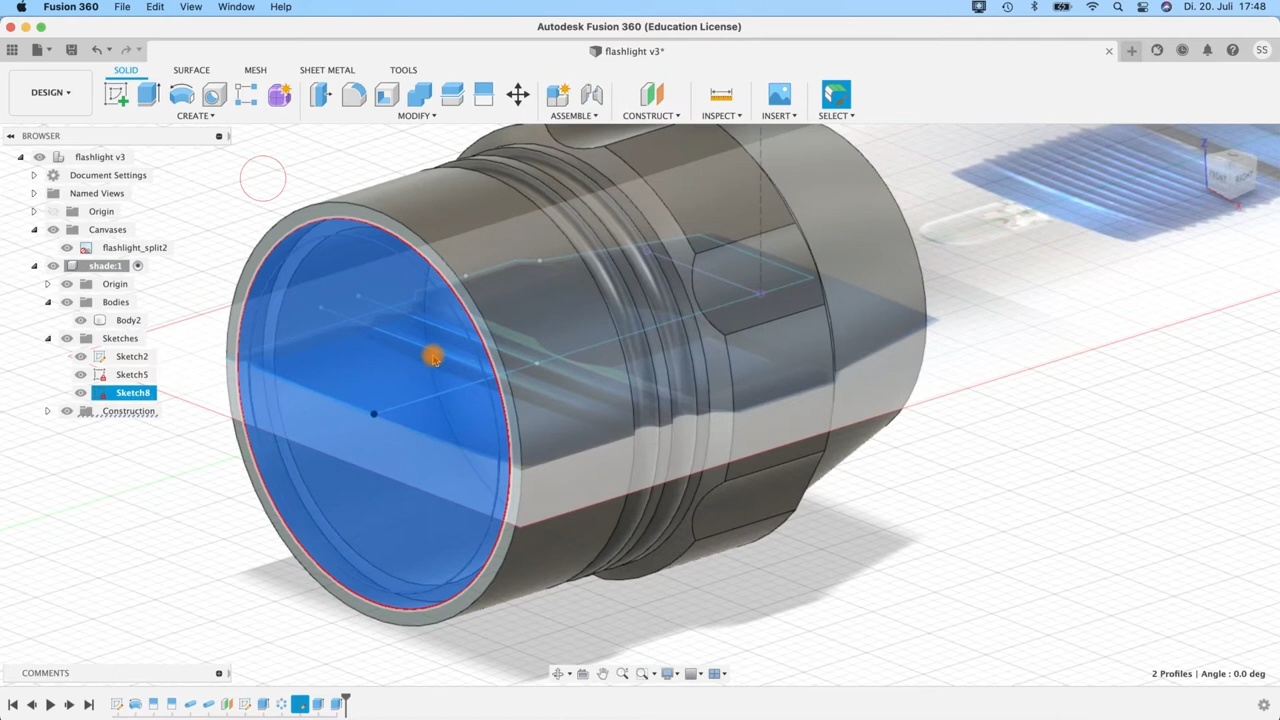 Fusion 360 File Edit View Window Help Di. 20. Juli 17:48
Autodesk Fusion 360 (Education License)
flashlight v3*
SS
DESIGN
SOLID SURFACE MESH SHEET METAL TOOLS
CREATE MODIFY ASSEMBLE CONSTRUCT INSPECT INSERT SELECT
BROWSER
flashlight v3
Document Settings
Named Views
Origin
Canvases
flashlight_split2
shade:1
Origin
Bodies
Body2
Sketches
Sketch2
Sketch5
Sketch8
Construction
Z
FRONT RIGHT
COMMENTS
2 Profiles | Angle : 0.0 deg